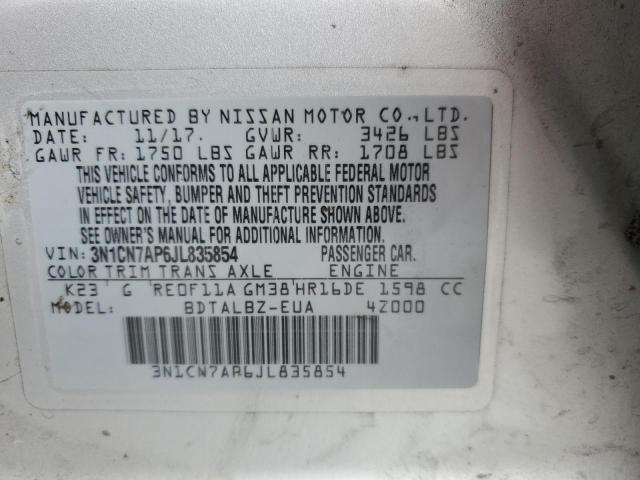 MANUFACTURED BY NISSAN MOTOR CO., LTD.
DATE: 11/17. GVWR: 3426 LBS
GAWR FR: 1750 LBS GAWR RR: 1708 LBS
THIS VEHICLE CONFORMS TO ALL APPLICABLE FEDERAL MOTOR
VEHICLE SAFETY, BUMPER AND THEFT PREVENTION STANDARDS
IN EFFECT ON THE DATE OF MANUFACTURE SHOWN ABOVE.
SEE OWNER'S MANUAL FOR ADDITIONAL INFORMATION.
VIN: 3N1CN7AP6JL835854 PASSENGER CAR.
COLOR TRIM TRANS AXLE ENGINE
K23 G RE0F11A GM38 HR16DE 1598 CC
MODEL: BDTALBZ-EUA 4Z000
3N1CN7AP6JL835854